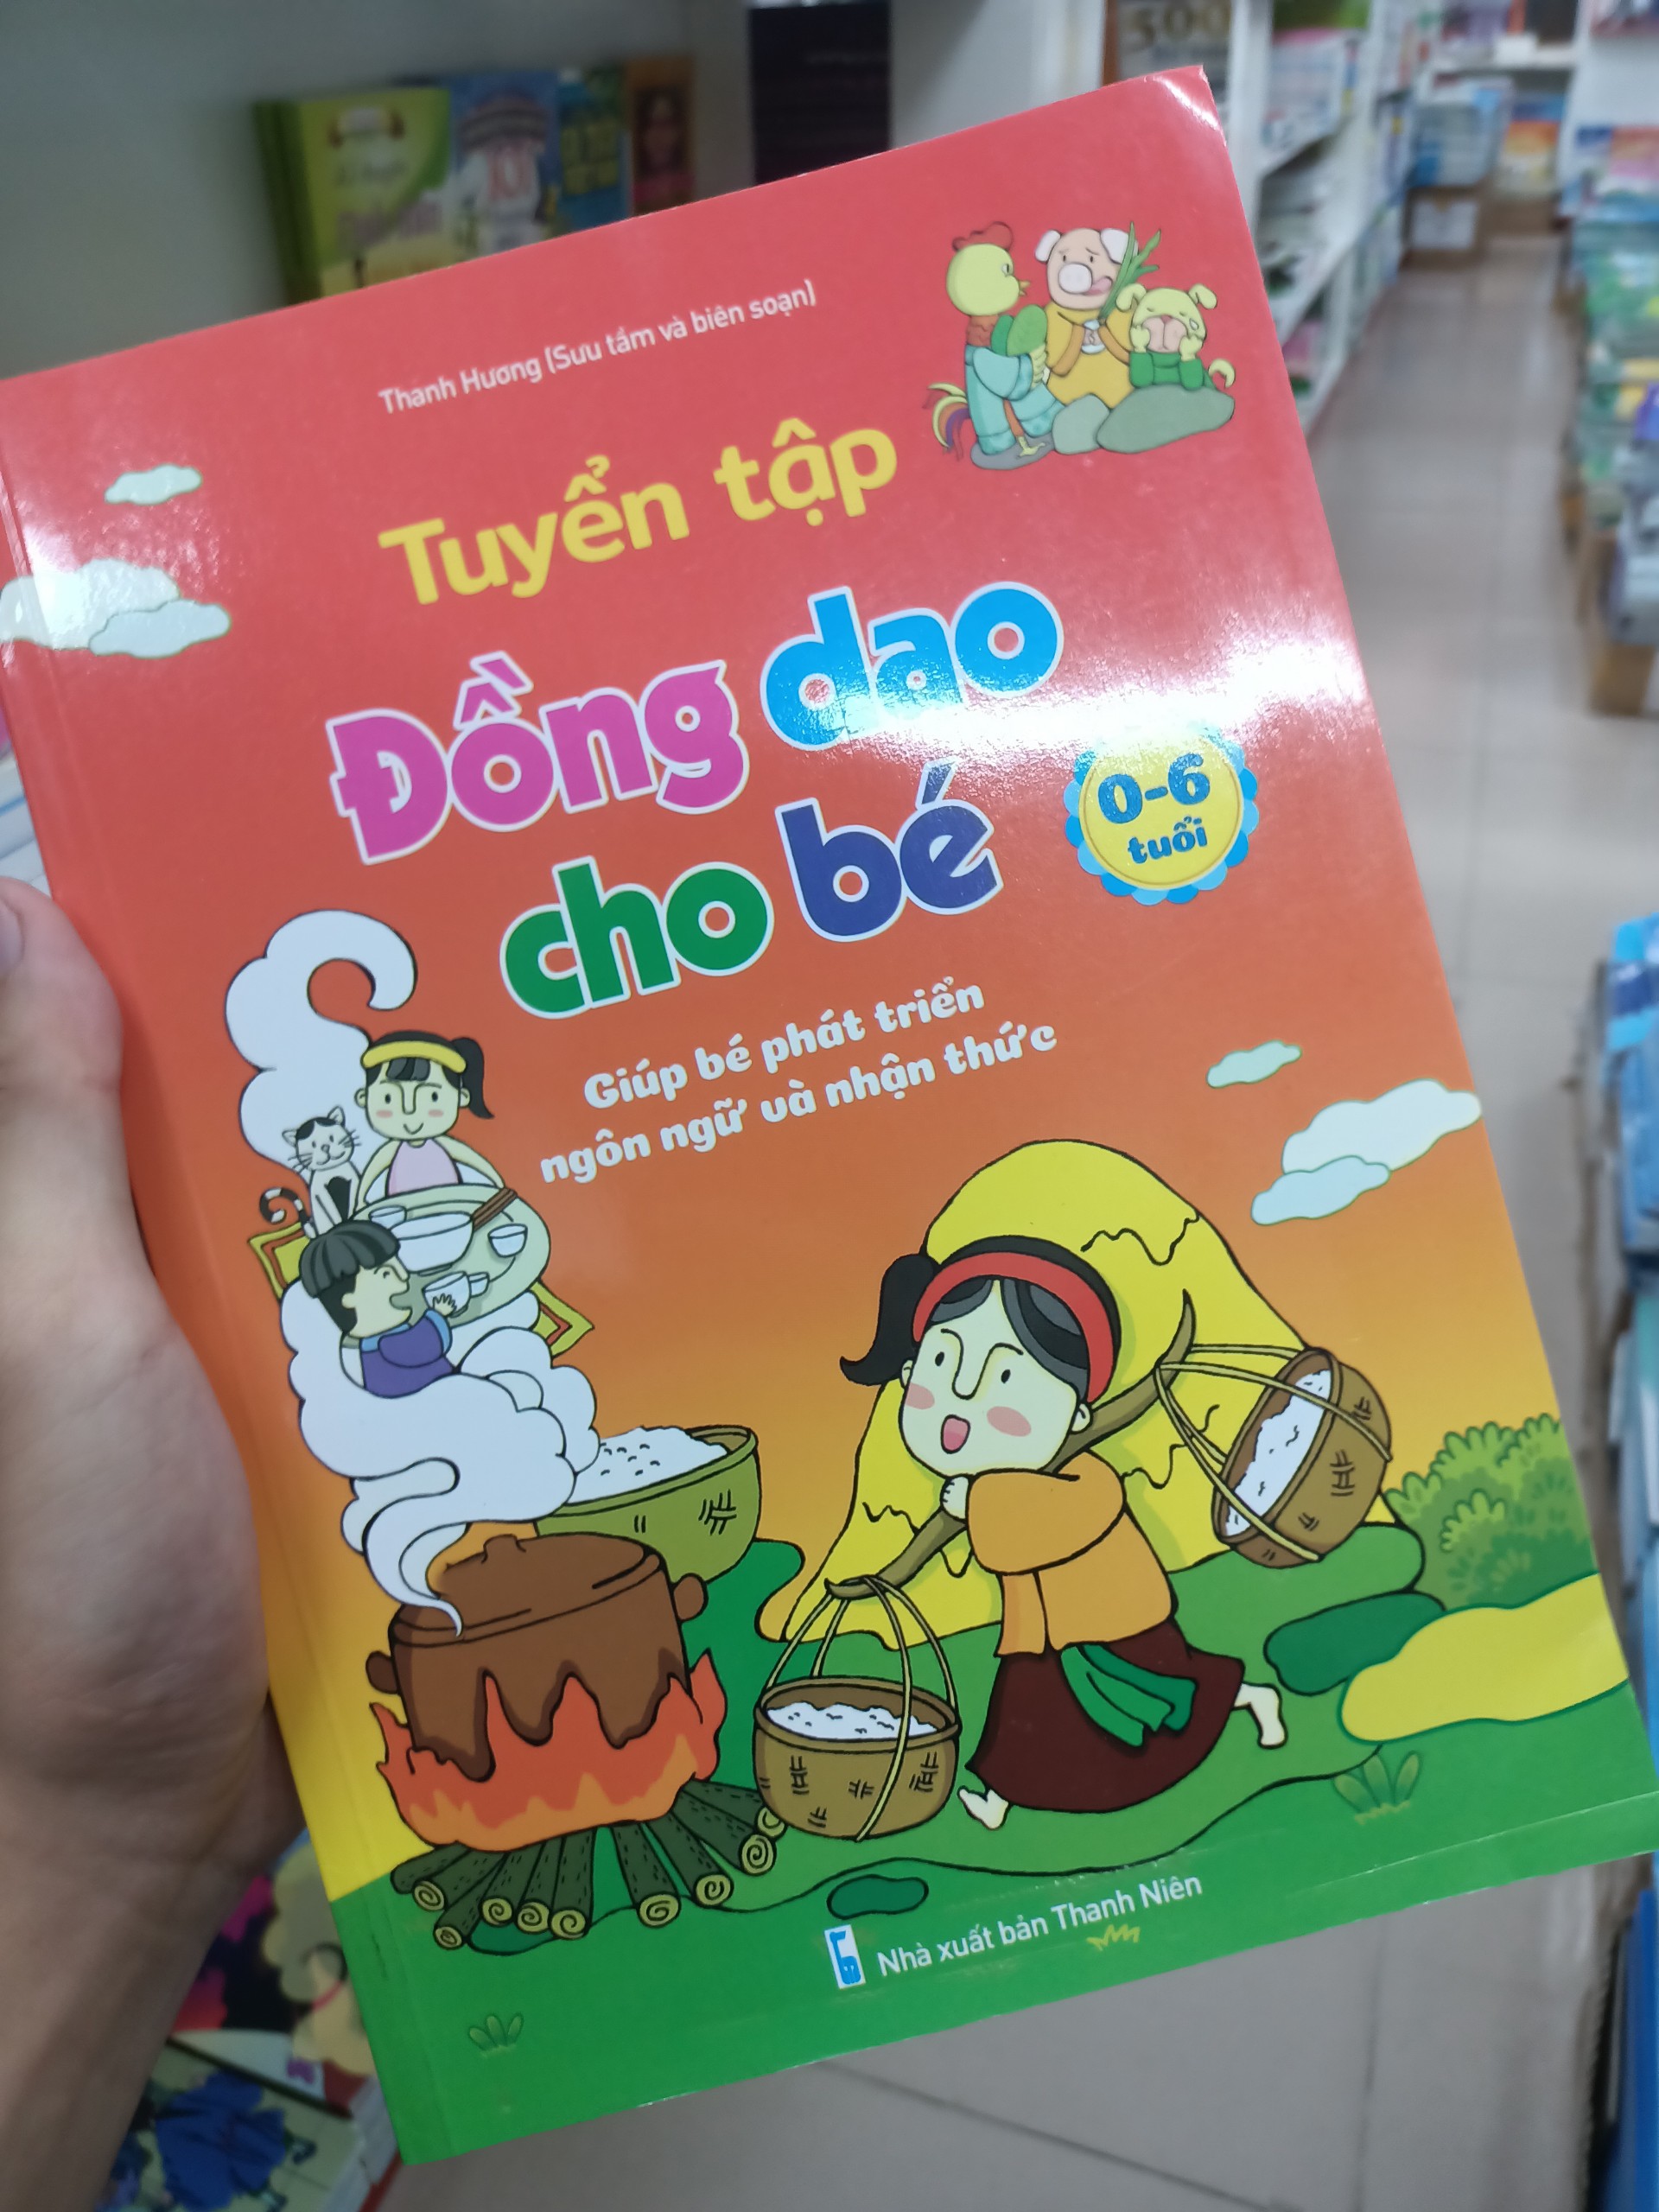 Thanh Hương (Sưu tầm và biên soạn)
Tuyển tập
Đồng dao
cho bé
0-6
tuổi
Giúp bé phát triển
ngôn ngữ và nhận thức
Nhà xuất bản Thanh Niên
500